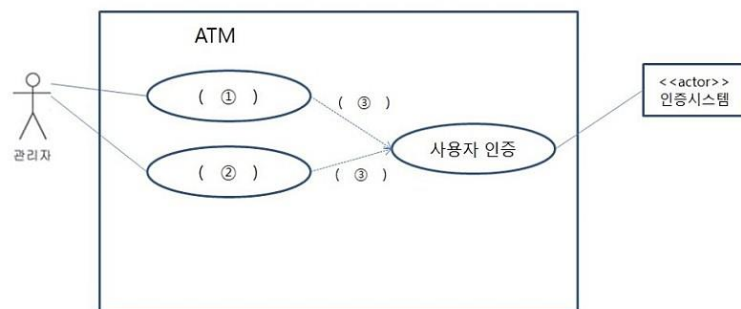 ATM
( ① )
( ③ )
<<actor>>
인증시스템
관리자
사용자 인증
( ② )
( ③ )